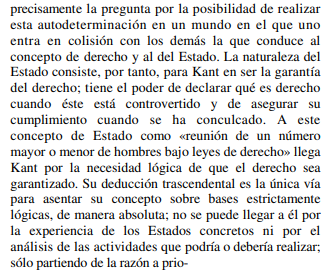 precisamente la pregunta por la posibilidad de realizar
esta autodeterminación en un mundo en el que uno
entra en colisión con los demás la que conduce al
concepto de derecho y al del Estado. La naturaleza del
Estado consiste, por tanto, para Kant en ser la garantía
del derecho; tiene el poder de declarar qué es derecho
cuando éste está controvertido y de asegurar su
cumplimiento cuando se ha conculcado. A este
concepto de Estado como «reunión de un número
mayor o menor de hombres bajo leyes de derecho» llega
Kant por la necesidad lógica de que el derecho sea
garantizado. Su deducción trascendental es la única vía
para asentar su concepto sobre bases estrictamente
lógicas, de manera absoluta; no se puede llegar a él por
la experiencia de los Estados concretos ni por el
análisis de las actividades que podría o debería realizar;
sólo partiendo de la razón a prio-